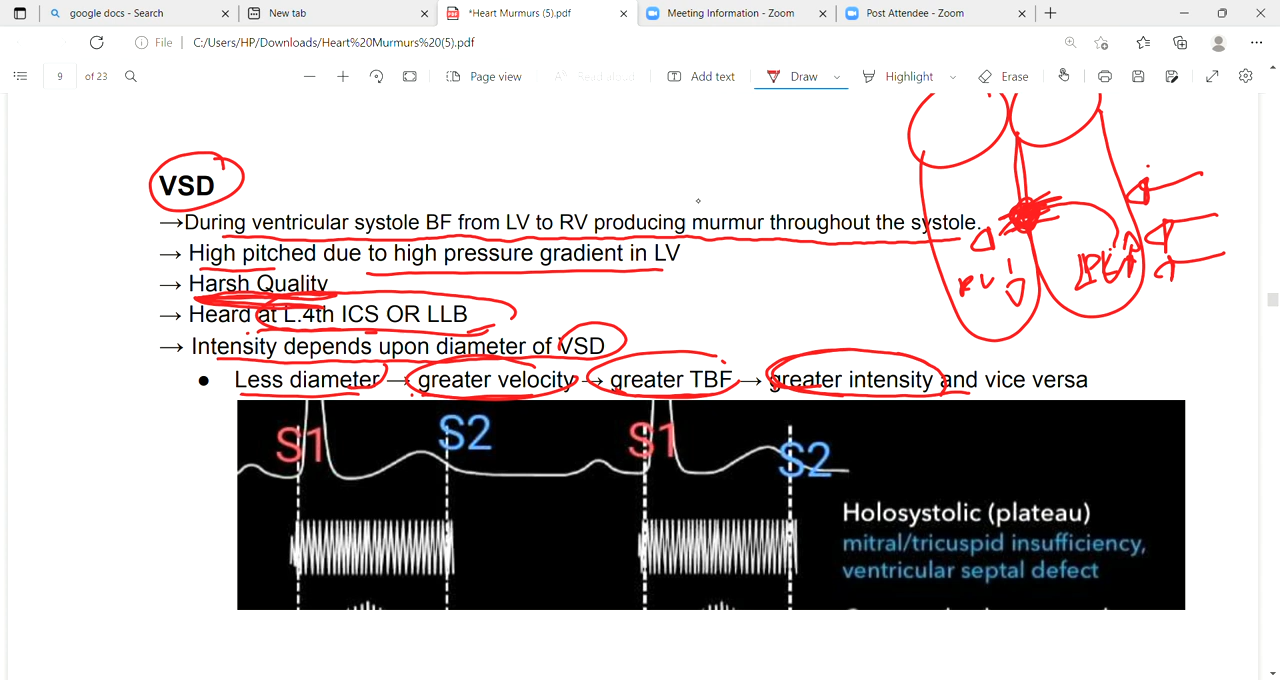 google docs - Search
New tab
*Heart Murmurs (5).pdf
Meeting Information - Zoom
Post Attendee - Zoom
File
C:/Users/HP/Downloads/Heart%20Murmurs%20(5).pdf
9 of 23
Page view
Read aloud
Add text
Draw
Highlight
Erase
VSD
→During ventricular systole BF from LV to RV producing murmur throughout the systole.
→ High pitched due to high pressure gradient in LV
→ Harsh Quality
→ Heard at L.4th ICS OR LLB
→ Intensity depends upon diameter of VSD
● Less diameter → greater velocity → greater TBF → greater intensity and vice versa
RV
S1 S2 S1 S2
Holosystolic (plateau)
mitral/tricuspid insufficiency,
ventricular septal defect